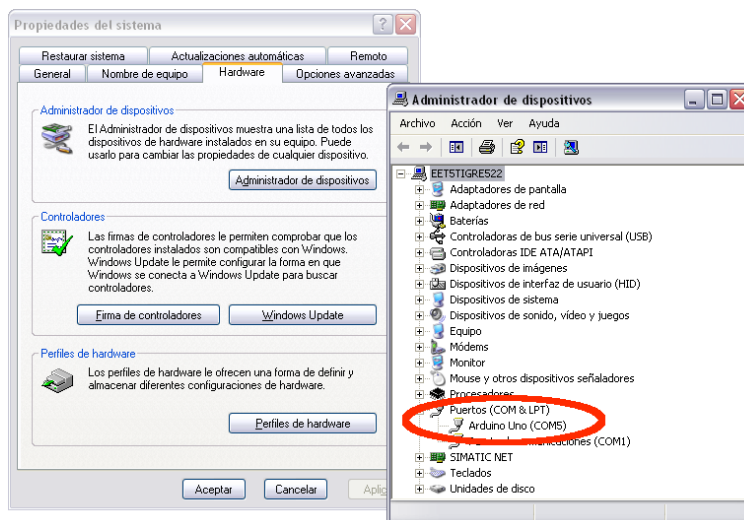 Propiedades del sistema
Restaurar sistema
Actualizaciones automáticas
Remoto
General
Nombre de equipo
Hardware
Opciones avanzadas
Administrador de dispositivos
El Administrador de dispositivos muestra una lista de todos los
dispositivos de hardware instalados en su equipo. Puede
usarlo para cambiar las propiedades de cualquier dispositivo.
Administrador de dispositivos
Controladores
Las firmas de controladores le permiten comprobar que los
controladores instalados son compatibles con Windows.
Windows Update le permite configurar la forma en que
Windows se conecta a Windows Update para buscar
controladores.
Firma de controladores
Windows Update
Perfiles de hardware
Los perfiles de hardware le ofrecen una forma de definir y
almacenar diferentes configuraciones de hardware.
Perfiles de hardware
Aceptar
Cancelar
Administrador de dispositivos
Archivo
Acción
Ver
Ayuda
EETSTIGRE522
Adaptadores de pantalla
Adaptadores de red
Baterías
Controladoras de bus serie universal (USB)
Controladoras IDE ATA/ATAPI
Dispositivos de imágenes
Dispositivos de interfaz de usuario (HID)
Dispositivos de sistema
Dispositivos de sonido, vídeo y juegos
Equipo
Módems
Monitor
Mouse y otros dispositivos señaladores
Procesadores
Puertos (COM & LPT)
Arduino Uno (COM5)
(COM1)
SIMATIC NET
Teclados
Unidades de disco